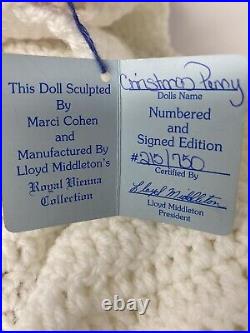 This Doll Sculpted
By
Marci Cohen
and
Manufactured By
Lloyd Middleton's
Royal Vienna
Collection
Christmas Penny
Dolls Name
Numbered
and
Signed Edition
#215/750
Certified By
Lloyd Middleton
Lloyd Middleton
President